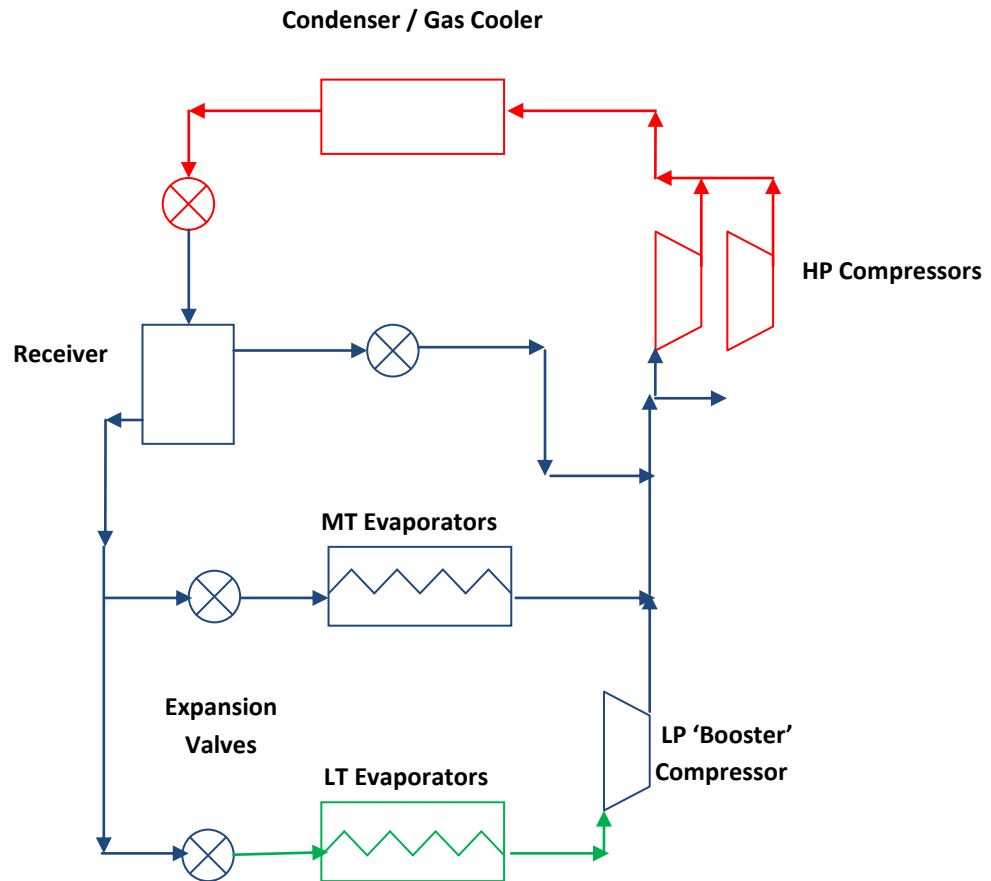 Condenser / Gas Cooler
HP Compressors
Receiver
MT Evaporators
Expansion
Valves
LP ‘Booster’
Compressor
LT Evaporators